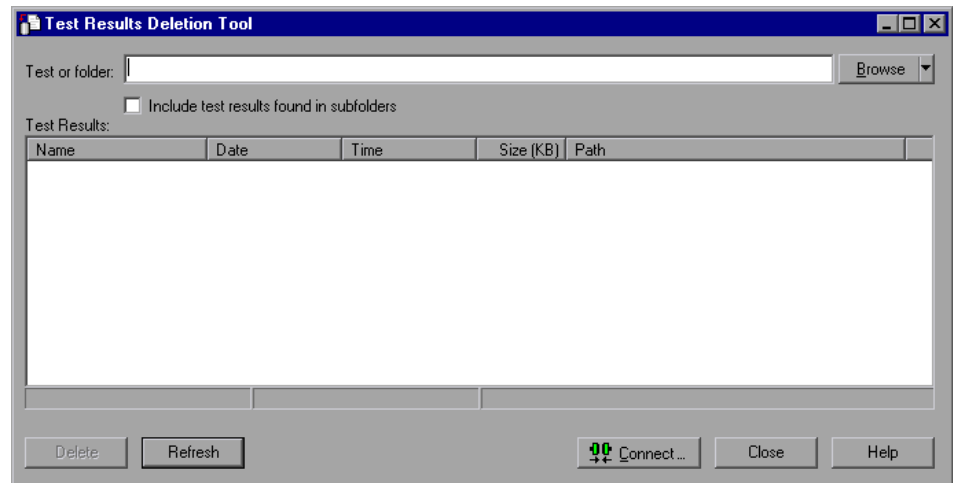 Test Results Deletion Tool
Test or folder:
Browse
Include test results found in subfolders
Test Results:
Name Date Time Size (KB) Path
Delete Refresh Connect... Close Help